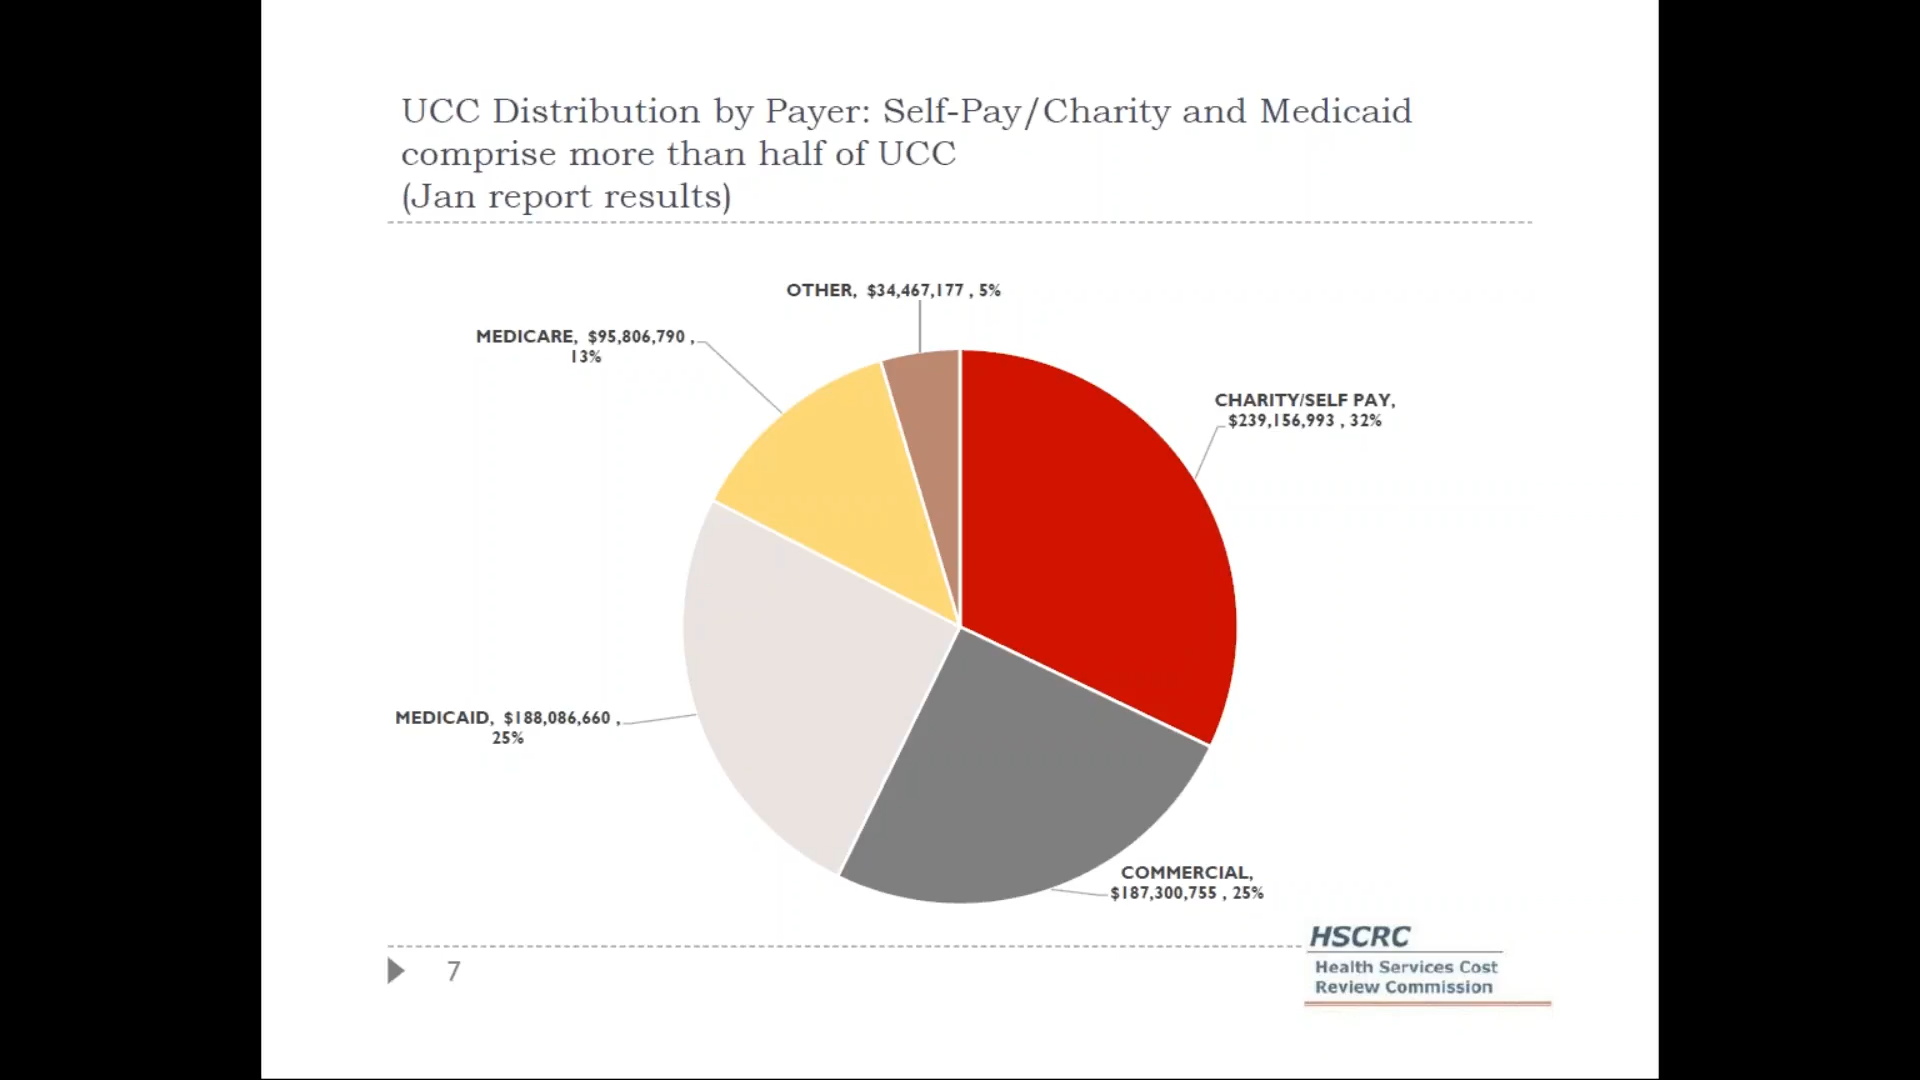 UCC Distribution by Payer: Self-Pay/Charity and Medicaid
comprise more than half of UCC
(Jan report results)
OTHER, $34,467,177 , 5%
MEDICARE, $95,806,790 ,
13%
CHARITY/SELF PAY,
$239,156,993 , 32%
MEDICAID, $188,086,660 ,
25%
COMMERCIAL,
$187,300,755 , 25%
HSCRC
Health Services Cost
Review Commission
7